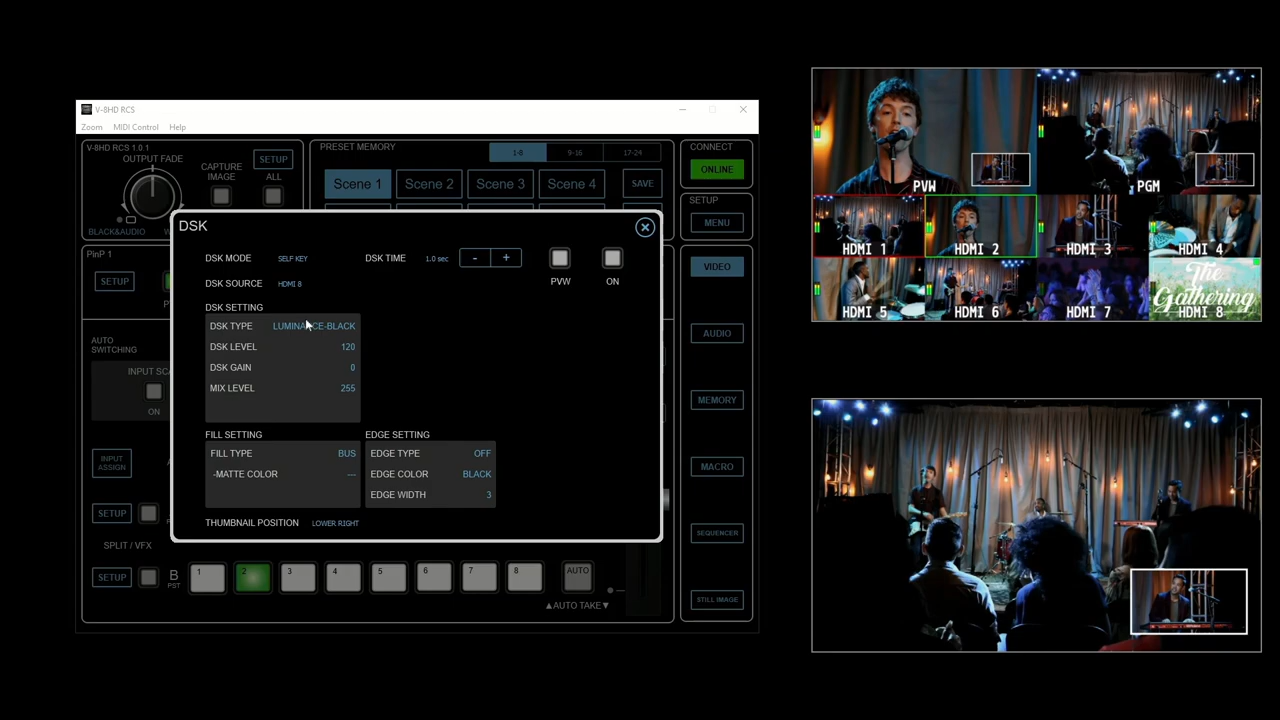 V-8HD RCS
Zoom MIDI Control Help
V-8HD RCS 1.0.1
OUTPUT FADE
CAPTURE IMAGE
SETUP
ALL
BLACK&AUDIO
PRESET MEMORY
1-8 9-16 17-24
Scene 1 Scene 2 Scene 3 Scene 4 SAVE
CONNECT
ONLINE
SETUP
MENU
VIDEO
AUDIO
MEMORY
MACRO
SEQUENCER
STILL IMAGE
PinP 1
SETUP
AUTO SWITCHING
ON
INPUT ASSIGN
SETUP
SPLIT / VFX
SETUP
DSK
DSK MODE SELF KEY
DSK TIME 1.0 sec - +
PVW ON
DSK SOURCE HDMI 8
DSK SETTING
DSK TYPE LUMINANCE-BLACK
DSK LEVEL 120
DSK GAIN 0
MIX LEVEL 255
FILL SETTING
FILL TYPE BUS
-MATTE COLOR ---
EDGE SETTING
EDGE TYPE OFF
EDGE COLOR BLACK
EDGE WIDTH 3
THUMBNAIL POSITION LOWER RIGHT
B PST
1 2 3 4 5 6 7 8 AUTO
▲AUTO TAKE▼
PVW PGM
HDMI 1 HDMI 2 HDMI 3 HDMI 4
The
Gathering
HDMI 5 HDMI 6 HDMI 7 HDMI 8